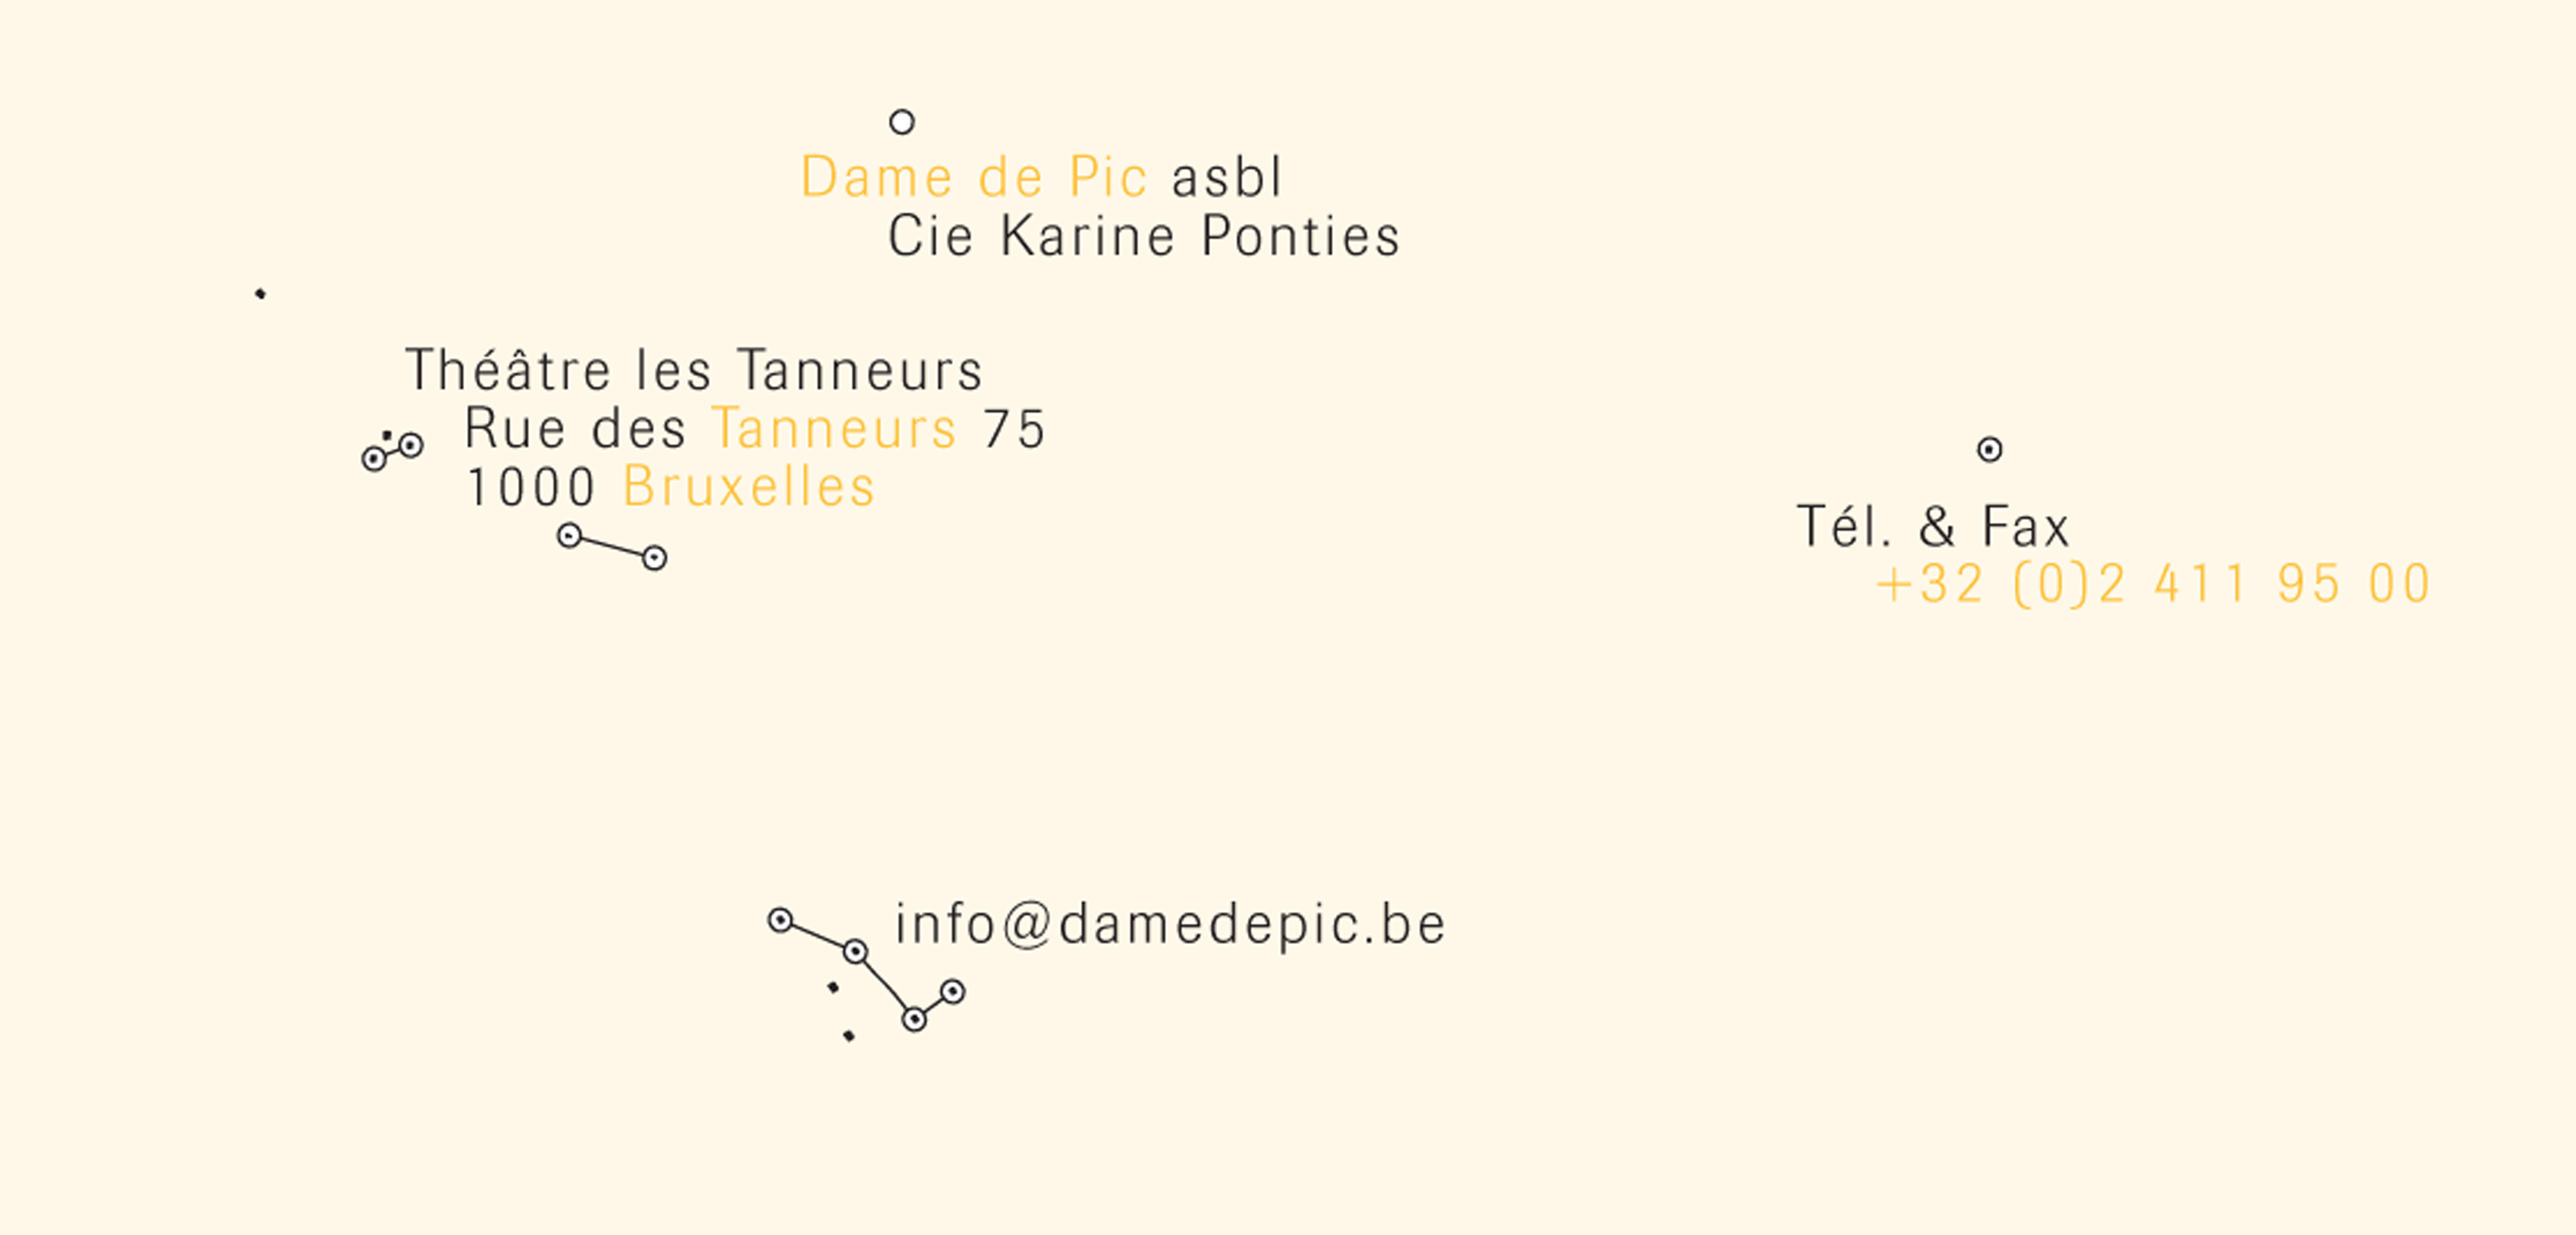 Dame de Pic asbl
Cie Karine Ponties
Théâtre les Tanneurs
Rue des Tanneurs 75
1000 Bruxelles
Tél. & Fax
+32 (0)2 411 95 00
info@damedepic.be